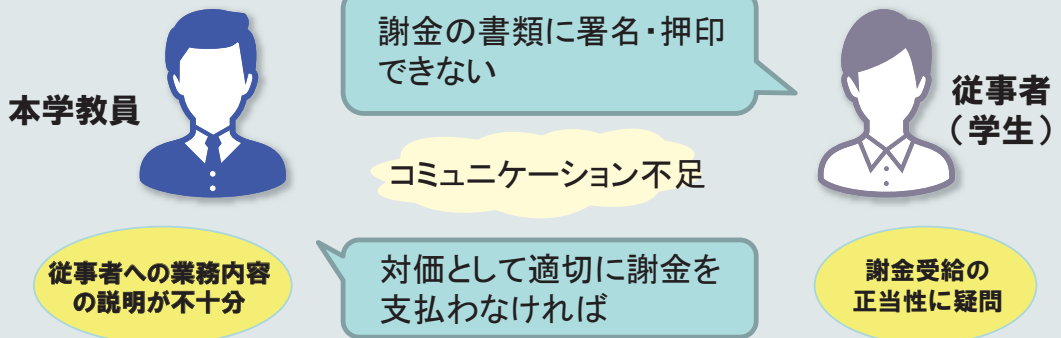 謝金の書類に署名・押印
できない
本学教員
従事者
（学生）
コミュニケーション不足
対価として適切に謝金を
支払わなければ
従事者への業務内容
の説明が不十分
謝金受給の
正当性に疑問